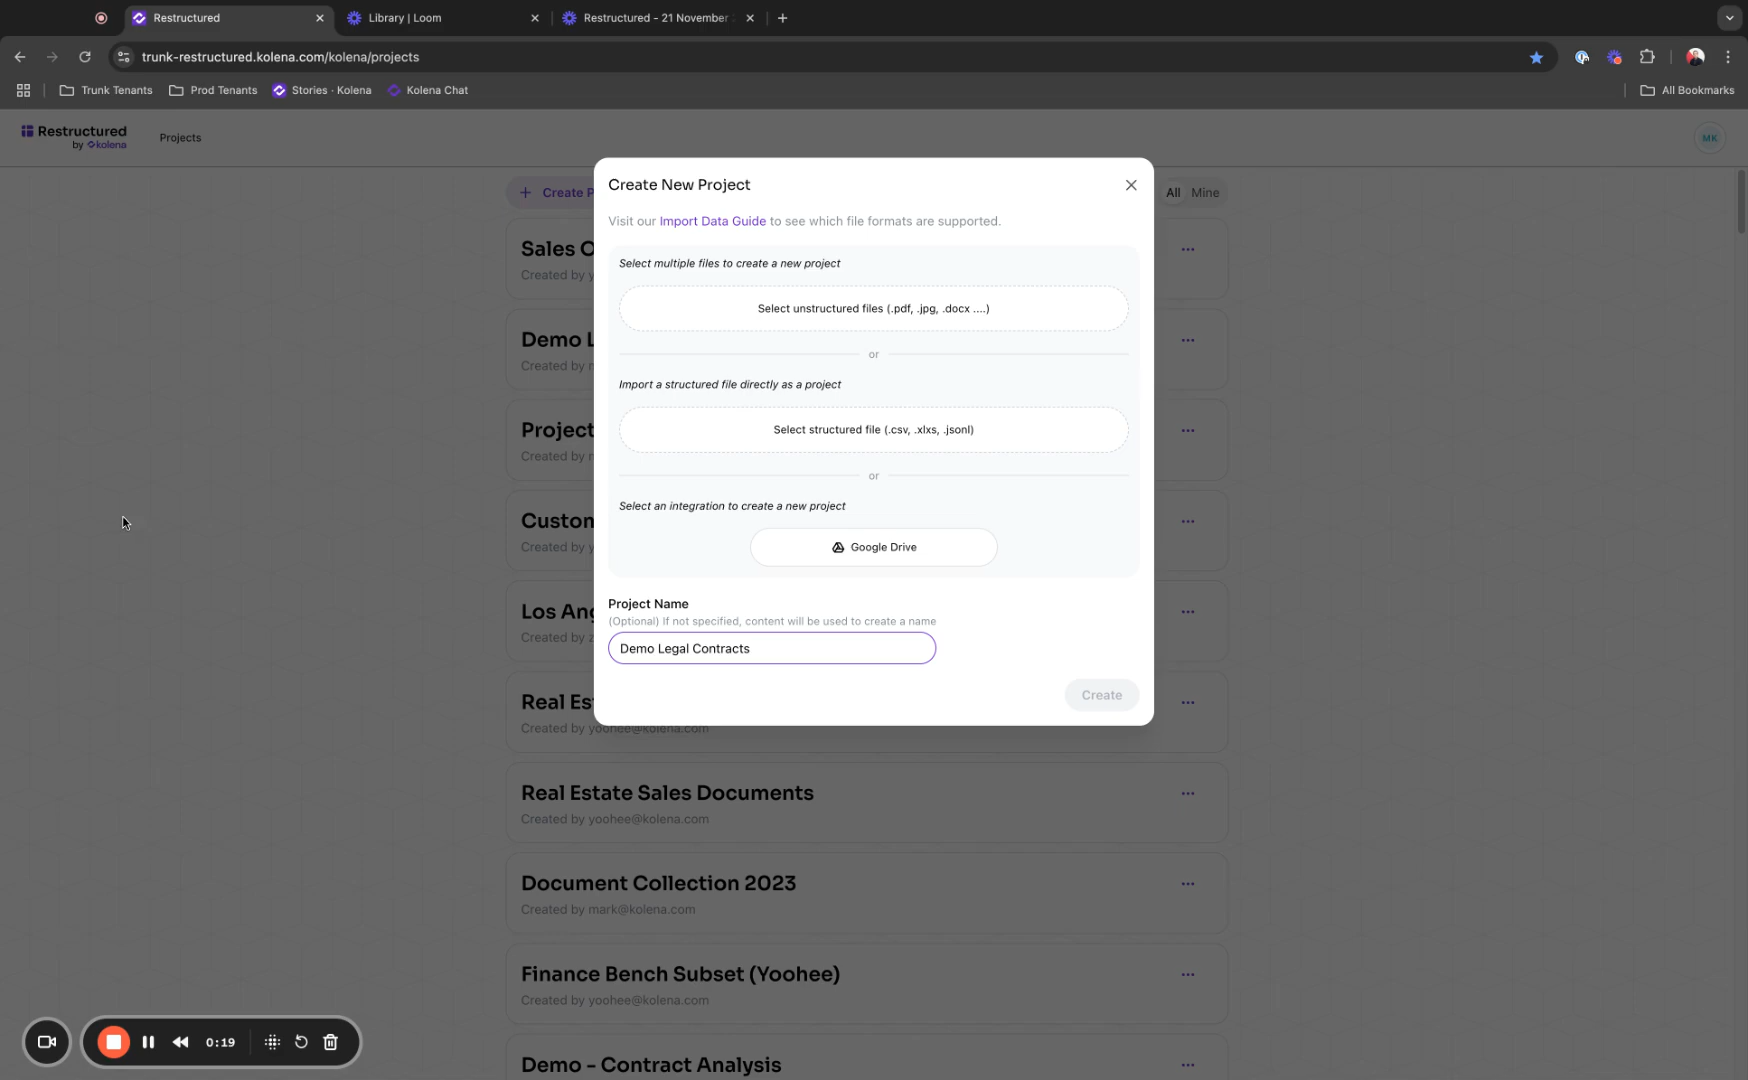 Restructured
Library | Loom
Restructured - 21 November
trunk-restructured.kolena.com/kolena/projects
Trunk Tenants
Prod Tenants
Stories · Kolena
Kolena Chat
All Bookmarks
Restructured
by kolena
Projects
MK
Create P
All
Mine
Create New Project
Visit our Import Data Guide to see which file formats are supported.
Select multiple files to create a new project
Select unstructured files (.pdf, .jpg, .docx ....)
or
Import a structured file directly as a project
Select structured file (.csv, .xlxs, .jsonl)
or
Select an integration to create a new project
Google Drive
Project Name
(Optional) If not specified, content will be used to create a name
Demo Legal Contracts
Create
Sales O
Created by y
Demo L
Created by
Project
Created by
Custon
Created by y
Los Ang
Created by z
Real Es
Created by yoohee@kolena.com
Real Estate Sales Documents
Created by yoohee@kolena.com
Document Collection 2023
Created by mark@kolena.com
Finance Bench Subset (Yoohee)
Created by yoohee@kolena.com
Demo - Contract Analysis
0:19